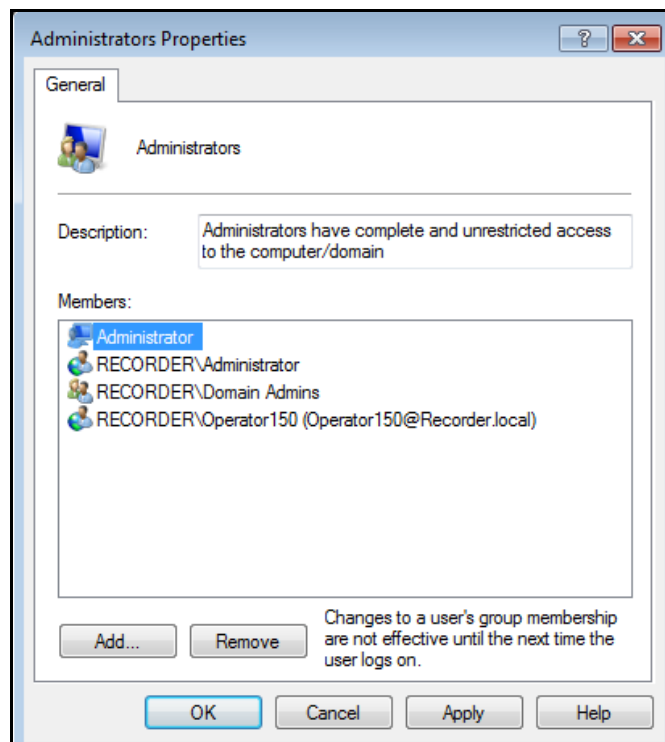 Administrators Properties
General
Administrators
Description:
Administrators have complete and unrestricted access
to the computer/domain
Members:
Administrator
RECORDER\Administrator
RECORDER\Domain Admins
RECORDER\Operator150 (Operator150@Recorder.local)
Add...
Remove
Changes to a user's group membership
are not effective until the next time the
user logs on.
OK
Cancel
Apply
Help